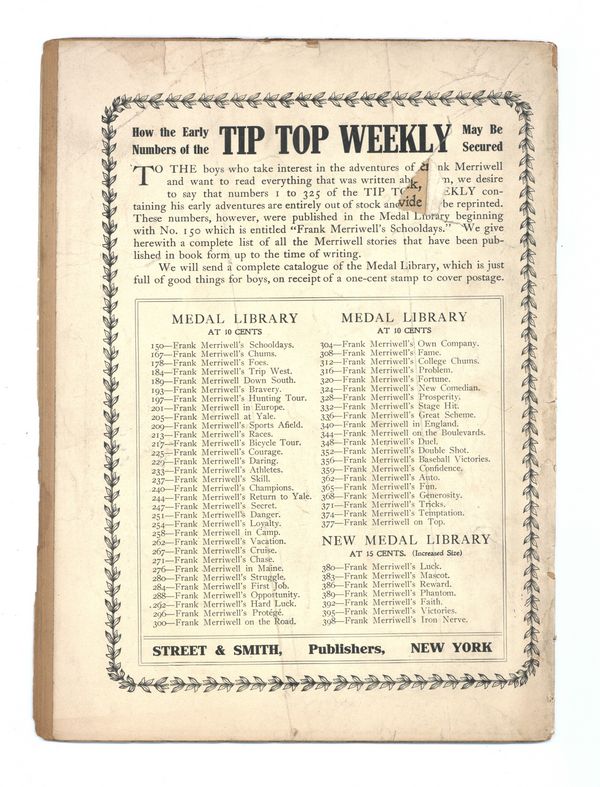 How the Early
Numbers of the
TIP TOP WEEKLY
May Be
Secured
TO THE boys who take interest in the adventures of nk Merriwell
and want to read everything that was written ab m, we desire
to say that numbers 1 to 325 of the TIP TO EKLY con-
taining his early adventures are entirely out of stock and be reprinted.
k,
vide
These numbers, however, were published in the Medal Library beginning
with No. 150 which is entitled "Frank Merriwell's Schooldays." We give
herewith a complete list of all the Merriwell stories that have been pub-
lished in book form up to the time of writing.
We will send a complete catalogue of the Medal Library, which is just
full of good things for boys, on receipt of a one-cent stamp to cover postage.
MEDAL LIBRARY
AT 10 CENTS
150—Frank Merriwell's Schooldays.
167—Frank Merriwell's Chums.
178—Frank Merriwell's Foes.
184—Frank Merriwell's Trip West.
189—Frank Merriwell Down South.
193—Frank Merriwell's Bravery.
197—Frank Merriwell's Hunting Tour.
201—Frank Merriwell in Europe.
205—Frank Merriwell at Yale.
209—Frank Merriwell's Sports Afield.
213—Frank Merriwell's Races.
217—Frank Merriwell's Bicycle Tour.
225—Frank Merriwell's Courage.
229—Frank Merriwell's Daring.
233—Frank Merriwell's Athletes.
237—Frank Merriwell's Skill.
240—Frank Merriwell's Champions.
244—Frank Merriwell's Return to Yale.
247—Frank Merriwell's Secret.
251—Frank Merriwell's Danger.
254—Frank Merriwell's Loyalty.
258—Frank Merriwell in Camp.
262—Frank Merriwell's Vacation.
267—Frank Merriwell's Cruise.
271—Frank Merriwell's Chase.
276—Frank Merriwell in Maine.
280—Frank Merriwell's Struggle.
284—Frank Merriwell's First Job.
288—Frank Merriwell's Opportunity.
292—Frank Merriwell's Hard Luck.
296—Frank Merriwell's Protégé.
300—Frank Merriwell on the Road.
MEDAL LIBRARY
AT 10 CENTS
304—Frank Merriwell's Own Company.
308—Frank Merriwell's Fame.
312—Frank Merriwell's College Chums.
316—Frank Merriwell's Problem.
320—Frank Merriwell's Fortune.
324—Frank Merriwell's New Comedian.
328—Frank Merriwell's Prosperity.
332—Frank Merriwell's Stage Hit.
336—Frank Merriwell's Great Scheme.
340—Frank Merriwell in England.
344—Frank Merriwell on the Boulevards.
348—Frank Merriwell's Duel.
352—Frank Merriwell's Double Shot.
356—Frank Merriwell's Baseball Victories.
359—Frank Merriwell's Confidence.
362—Frank Merriwell's Auto.
365—Frank Merriwell's Fun.
368—Frank Merriwell's Generosity.
371—Frank Merriwell's Tricks.
374—Frank Merriwell's Temptation.
377—Frank Merriwell on Top.
NEW MEDAL LIBRARY
AT 15 CENTS. (Increased Size)
380—Frank Merriwell's Luck.
383—Frank Merriwell's Mascot.
386—Frank Merriwell's Reward.
389—Frank Merriwell's Phantom.
392—Frank Merriwell's Faith.
395—Frank Merriwell's Victories.
398—Frank Merriwell's Iron Nerve.
STREET & SMITH, Publishers, NEW YORK